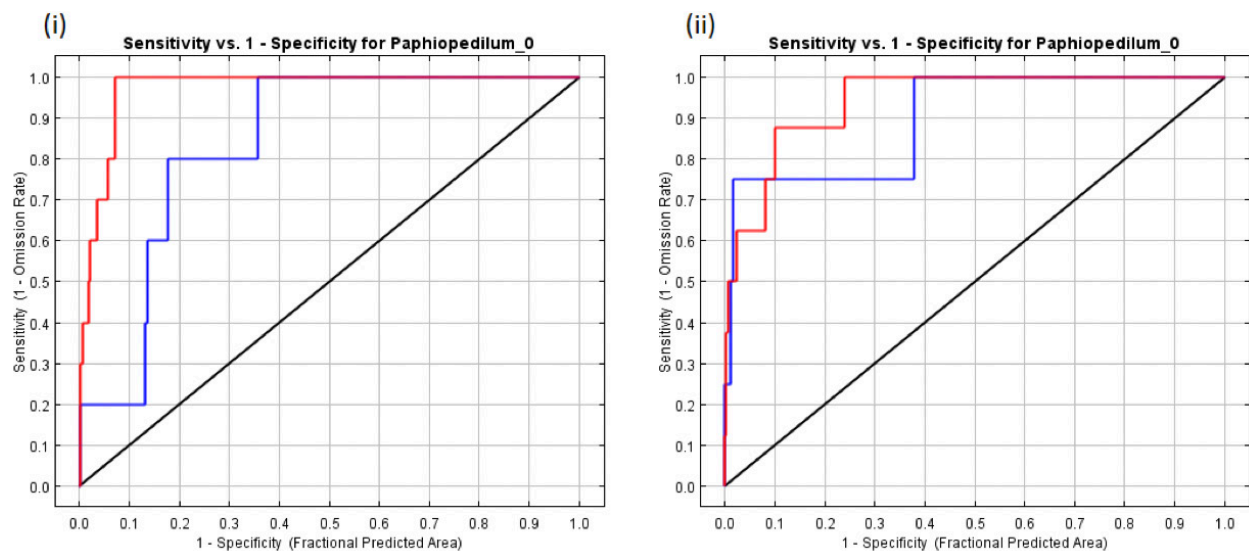 (i)
Sensitivity vs. 1 - Specificity for Paphiopedilum_0
Sensitivity (1 - Omission Rate)
1.0
0.9
0.8
0.7
0.6
0.5
0.4
0.3
0.2
0.1
0.0
0.0 0.1 0.2 0.3 0.4 0.5 0.6 0.7 0.8 0.9 1.0
1 - Specificity (Fractional Predicted Area)
(ii)
Sensitivity vs. 1 - Specificity for Paphiopedilum_0
Sensitivity (1 - Omission Rate)
1.0
0.9
0.8
0.7
0.6
0.5
0.4
0.3
0.2
0.1
0.0
0.0 0.1 0.2 0.3 0.4 0.5 0.6 0.7 0.8 0.9 1.0
1 - Specificity (Fractional Predicted Area)